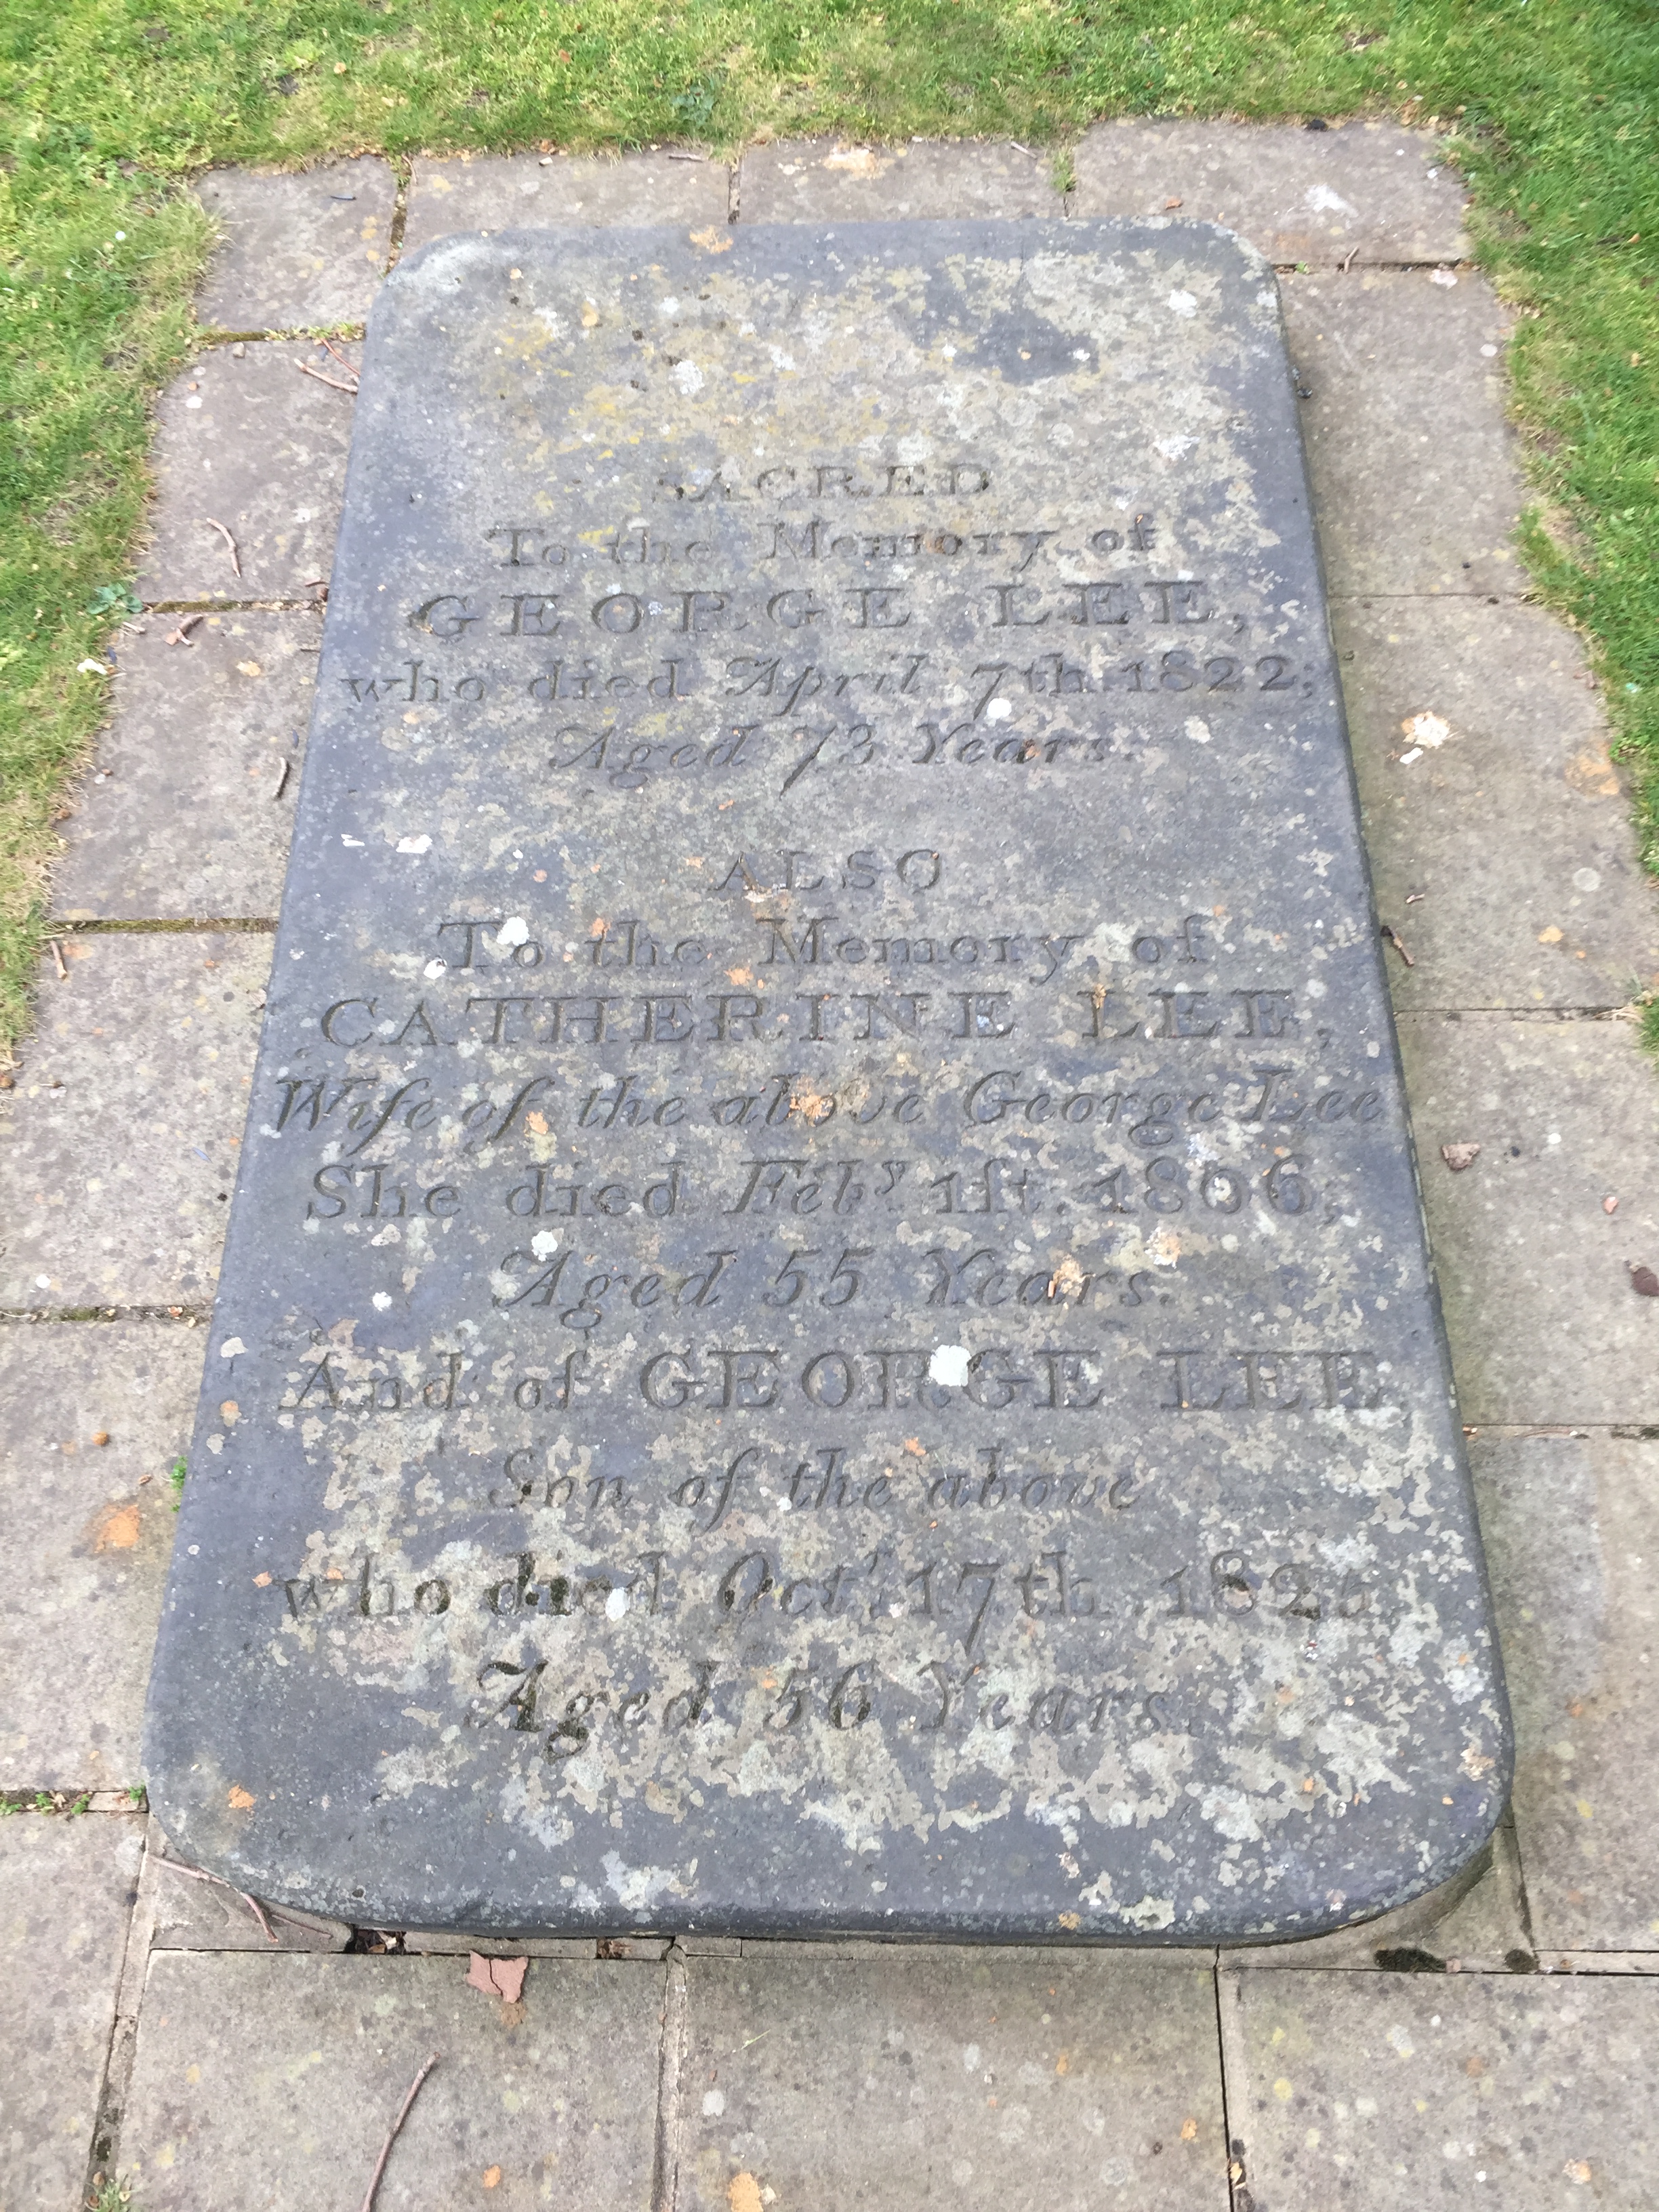 SACRED
To the Memory of
GEORGE LEE,
who died April 7th 1822;
Aged 73 Years.
ALSO
To the Memory of
CATHERINE LEE,
Wife of the above George Lee
She died Febʸ 1ſt. 1806,
Aged 55 Years.
And of GEORGE LEE
Son of the above
who died Octʳ 17th 1825
Aged 56 Years.